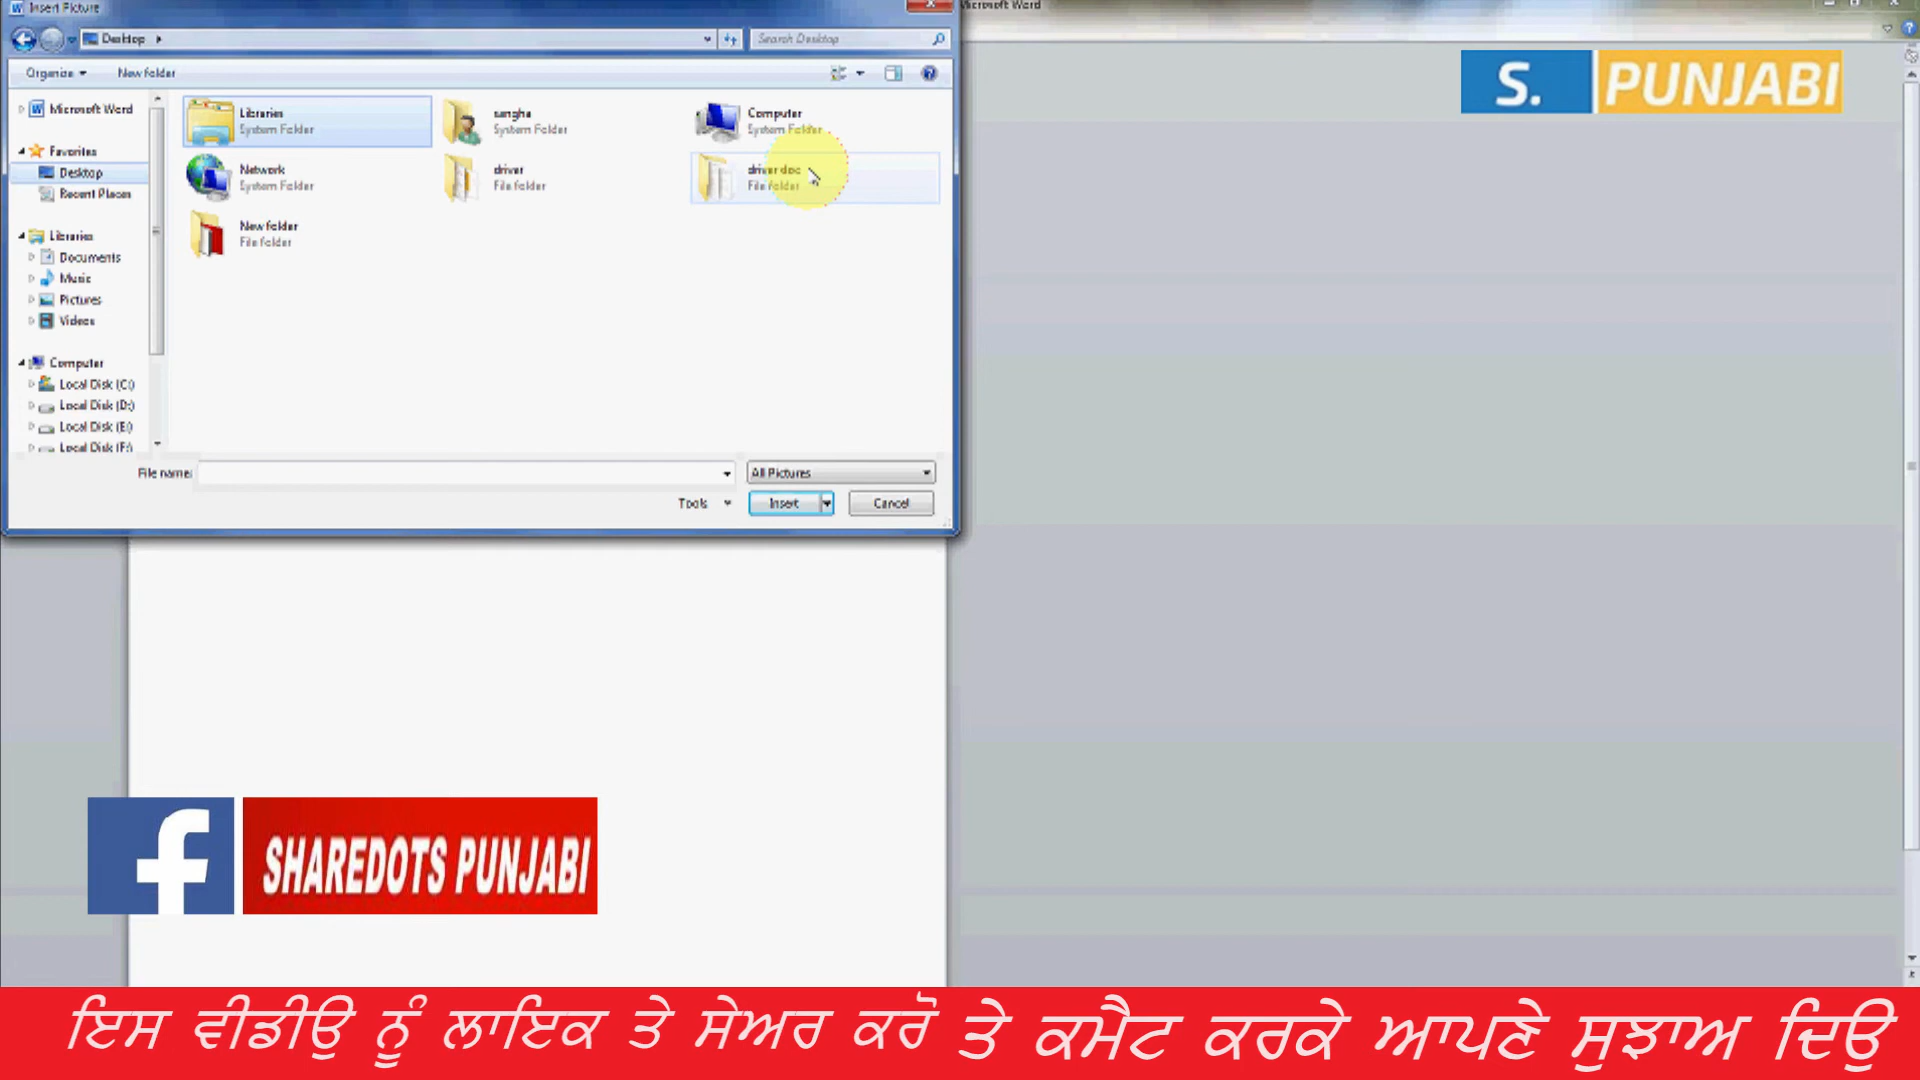 Insert Picture
Microsoft Word
Desktop
Search Desktop
Organize
New folder
S. PUNJABI
Microsoft Word
Favorites
Desktop
Recent Places
Libraries
Documents
Music
Pictures
Videos
Computer
Local Disk (C:)
Local Disk (D:)
Local Disk (E:)
Local Disk (F:)
Libraries
System Folder
sangha
System Folder
Computer
System Folder
Network
System Folder
driver
File folder
driver doc
File folder
New folder
File folder
File name:
All Pictures
Tools
Insert
Cancel
f
SHAREDOTS PUNJABI
ਇਸ ਵੀਡੀਉ ਨੂੰ ਲਾਇਕ ਤੇ ਸੇਅਰ ਕਰੋ ਤੇ ਕਮੈਟ ਕਰਕੇ ਆਪਣੇ ਸੁਝਾਅ ਦਿਉ